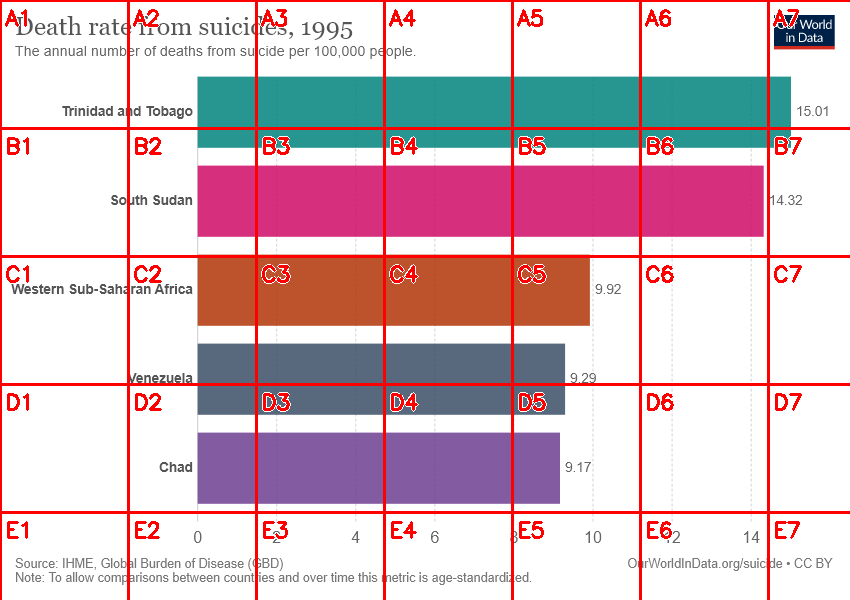 Death rate from suicides, 1995
The annual number of deaths from suicide per 100,000 people.
Our World
in Data
Trinidad and Tobago 15.01
South Sudan 14.32
Western Sub-Saharan Africa 9.92
Venezuela 9.29
Chad 9.17
0 2 4 6 8 10 12 14
Source: IHME, Global Burden of Disease (GBD)
OurWorldInData.org/suicide • CC BY
Note: To allow comparisons between countries and over time this metric is age-standardized.
A1 A2 A3 A4 A5 A6 A7
B1 B2 B3 B4 B5 B6 B7
C1 C2 C3 C4 C5 C6 C7
D1 D2 D3 D4 D5 D6 D7
E1 E2 E3 E4 E5 E6 E7